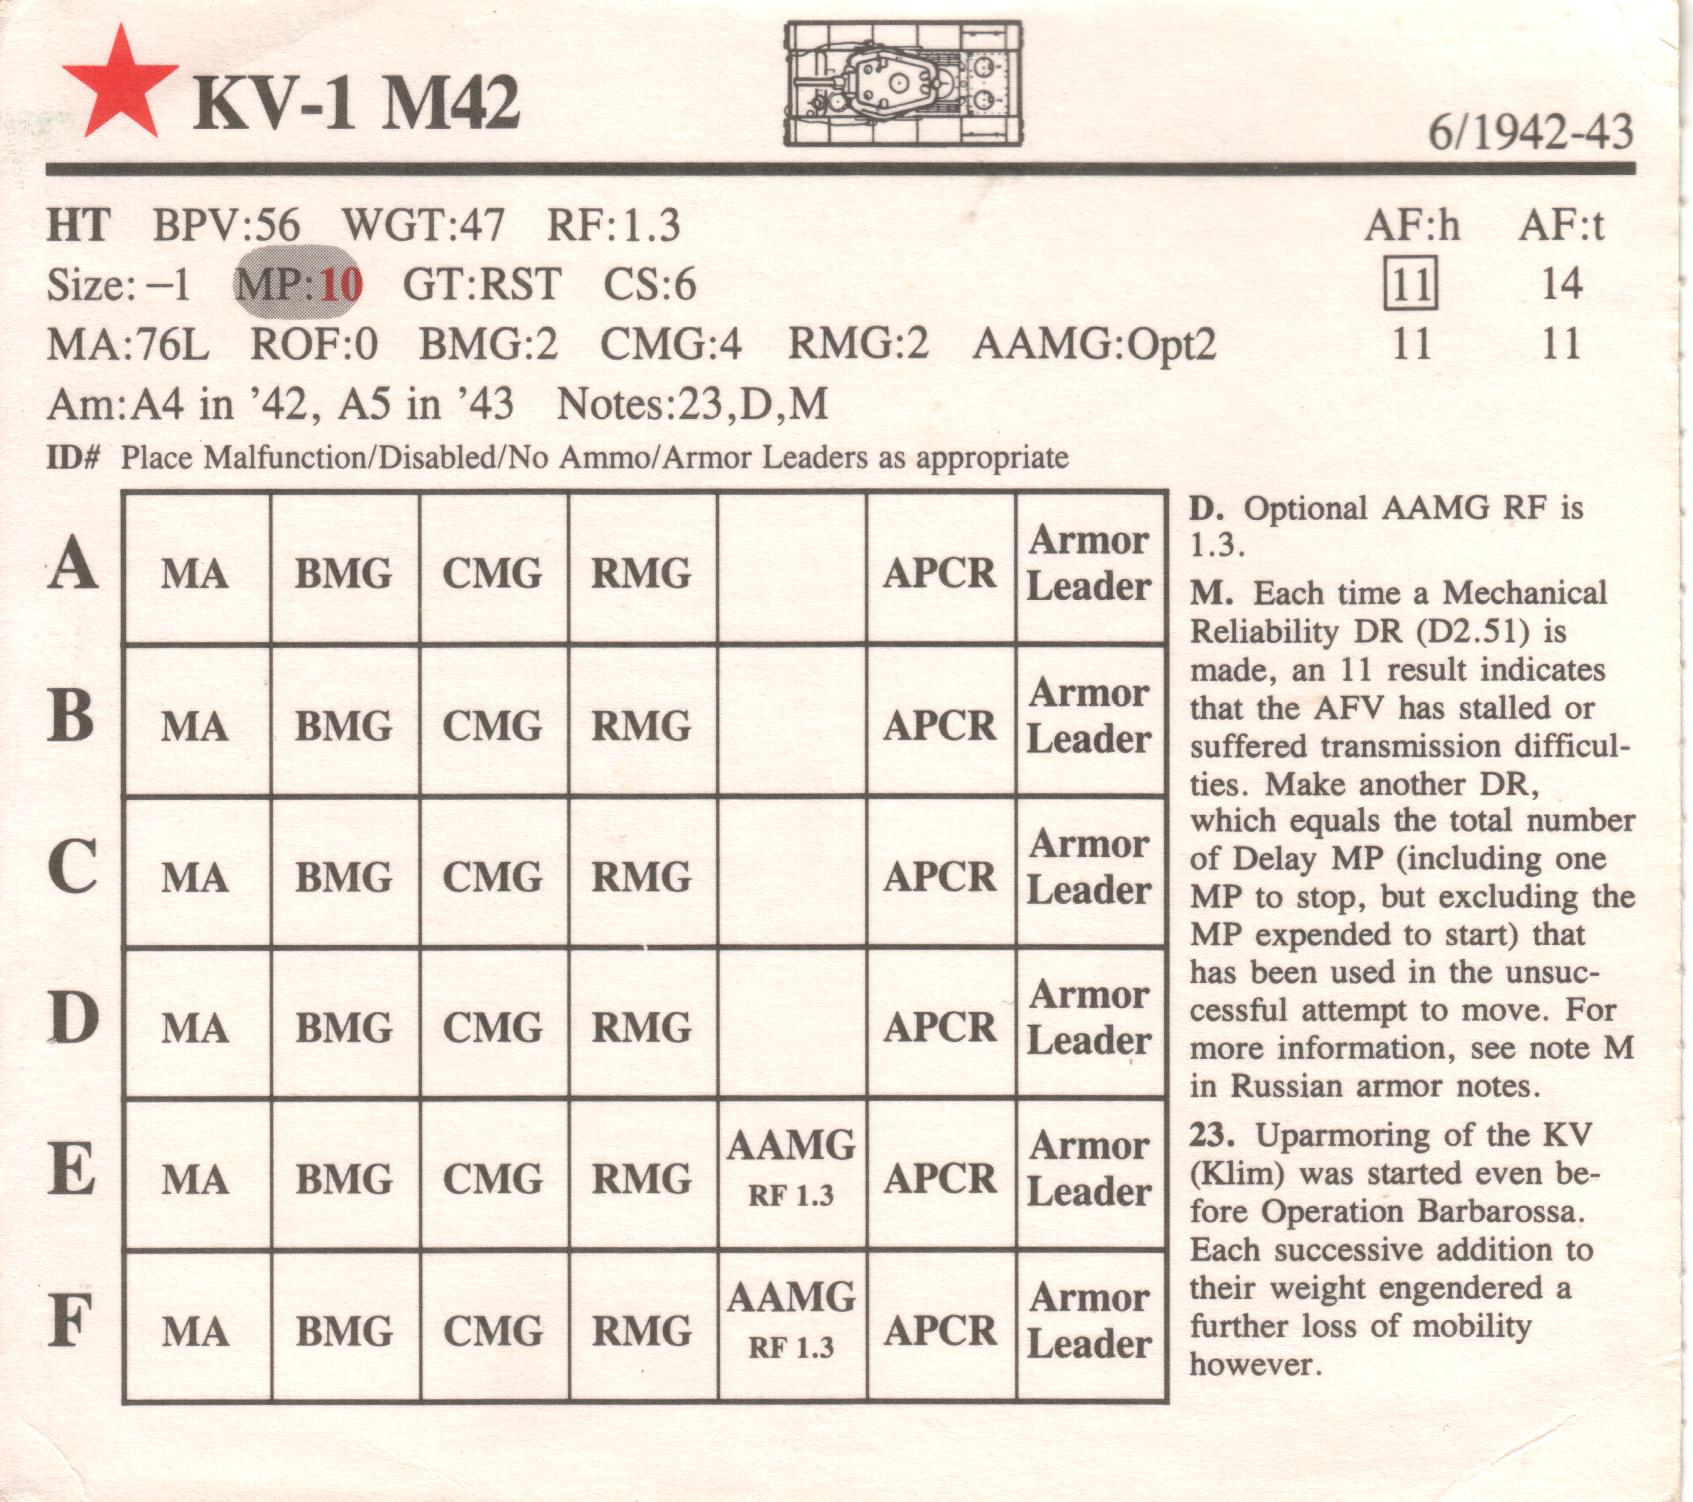 KV-1 M42
6/1942-43
HT BPV:56 WGT:47 RF:1.3 AF:h AF:t
Size:–1 MP:10 GT:RST CS:6 11 14
MA:76L ROF:0 BMG:2 CMG:4 RMG:2 AAMG:Opt2 11 11
Am:A4 in ’42, A5 in ’43 Notes:23,D,M
ID# Place Malfunction/Disabled/No Ammo/Armor Leaders as appropriate
A MA BMG CMG RMG APCR Armor Leader
B MA BMG CMG RMG APCR Armor Leader
C MA BMG CMG RMG APCR Armor Leader
D MA BMG CMG RMG APCR Armor Leader
E MA BMG CMG RMG AAMG RF 1.3 APCR Armor Leader
F MA BMG CMG RMG AAMG RF 1.3 APCR Armor Leader
D. Optional AAMG RF is
1.3.
M. Each time a Mechanical
Reliability DR (D2.51) is
made, an 11 result indicates
that the AFV has stalled or
suffered transmission difficul-
ties. Make another DR,
which equals the total number
of Delay MP (including one
MP to stop, but excluding the
MP expended to start) that
has been used in the unsuc-
cessful attempt to move. For
more information, see note M
in Russian armor notes.
23. Uparmoring of the KV
(Klim) was started even be-
fore Operation Barbarossa.
Each successive addition to
their weight engendered a
further loss of mobility
however.